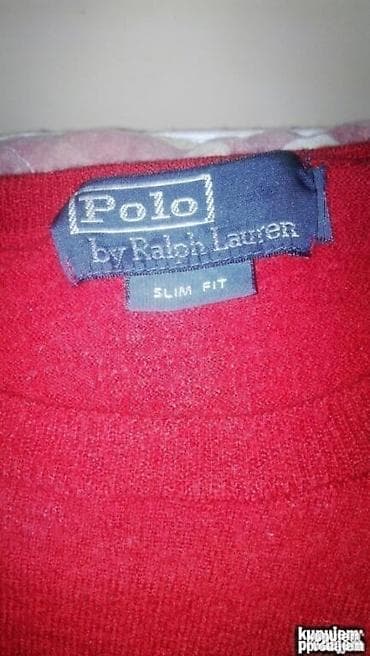 Polo
by Ralph Lauren
SLIM FIT
kupujem
prodajem